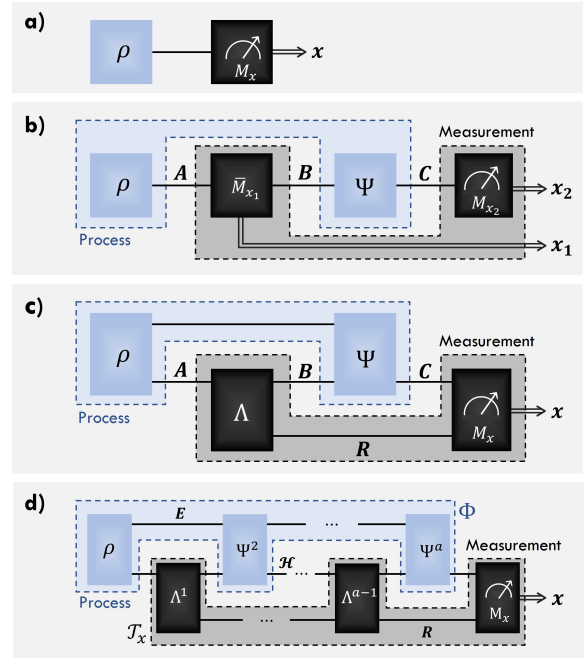 a)
ρ
M_x
x
b)
Measurement
ρ
A
M̄_{x_1}
B
Ψ
C
M_{x_2}
x_2
Process
x_1
c)
ρ
Ψ
Measurement
A
B
C
Process
Λ
M_x
x
R
d)
E
Φ
ρ
Ψ^2
...
Ψ^a
Measurement
ℋ
...
Process
Λ^1
Λ^{a−1}
M_x
x
𝒯_x
...
R